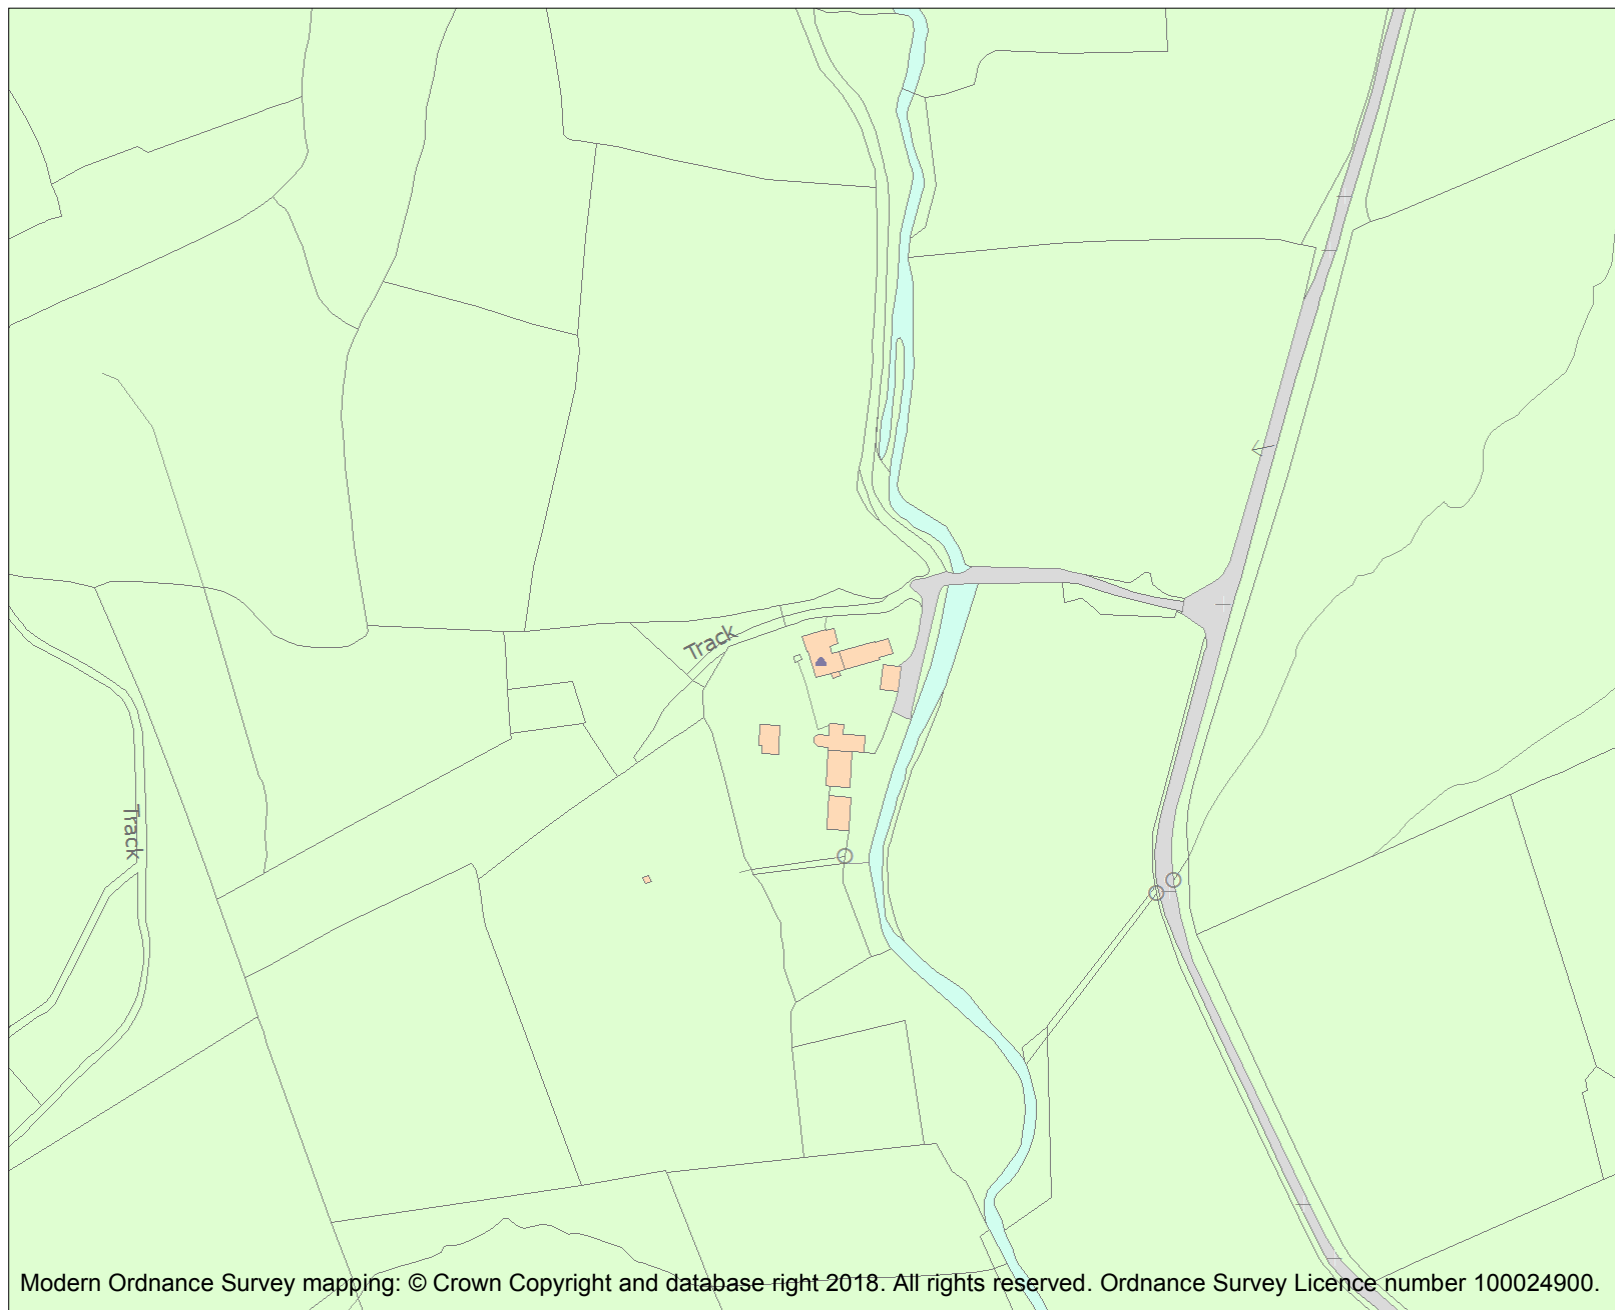 Track
Track
Modern Ordnance Survey mapping: © Crown Copyright and database right 2018. All rights reserved. Ordnance Survey Licence number 100024900.